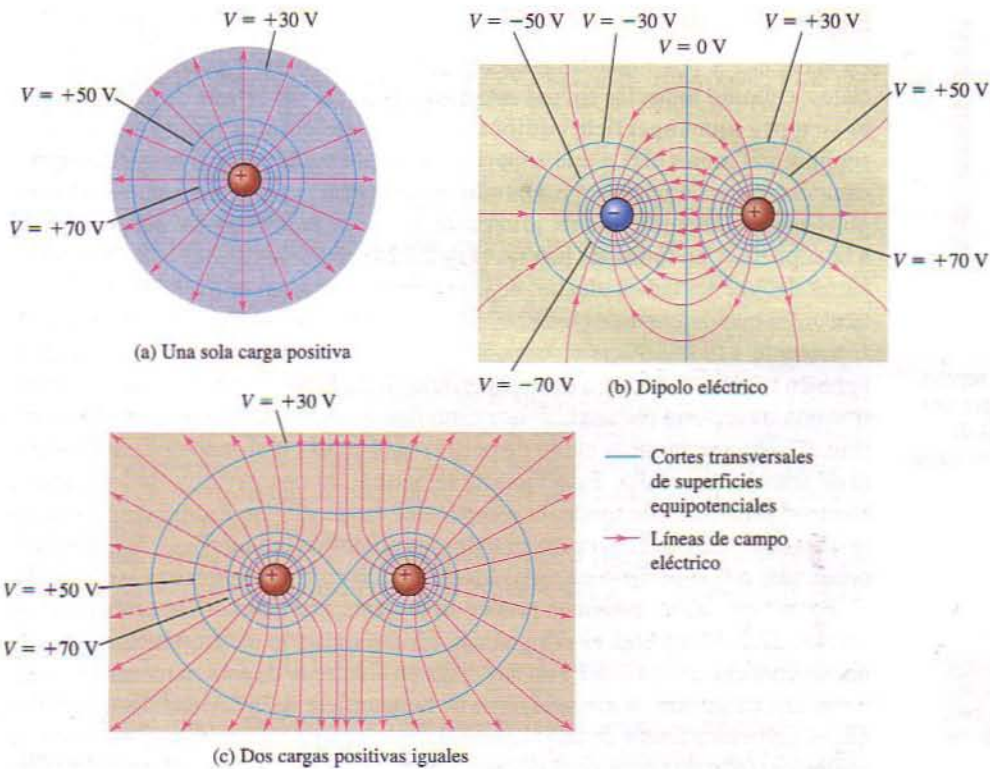 V = +30 V
V = +50 V
V = +70 V
+
(a) Una sola carga positiva
V = −50 V
V = −30 V
V = 0 V
V = +30 V
V = +50 V
V = +70 V
V = −70 V
−
+
(b) Dipolo eléctrico
V = +30 V
V = +50 V
V = +70 V
+
+
(c) Dos cargas positivas iguales
Cortes transversales
de superficies
equipotenciales
Líneas de campo
eléctrico